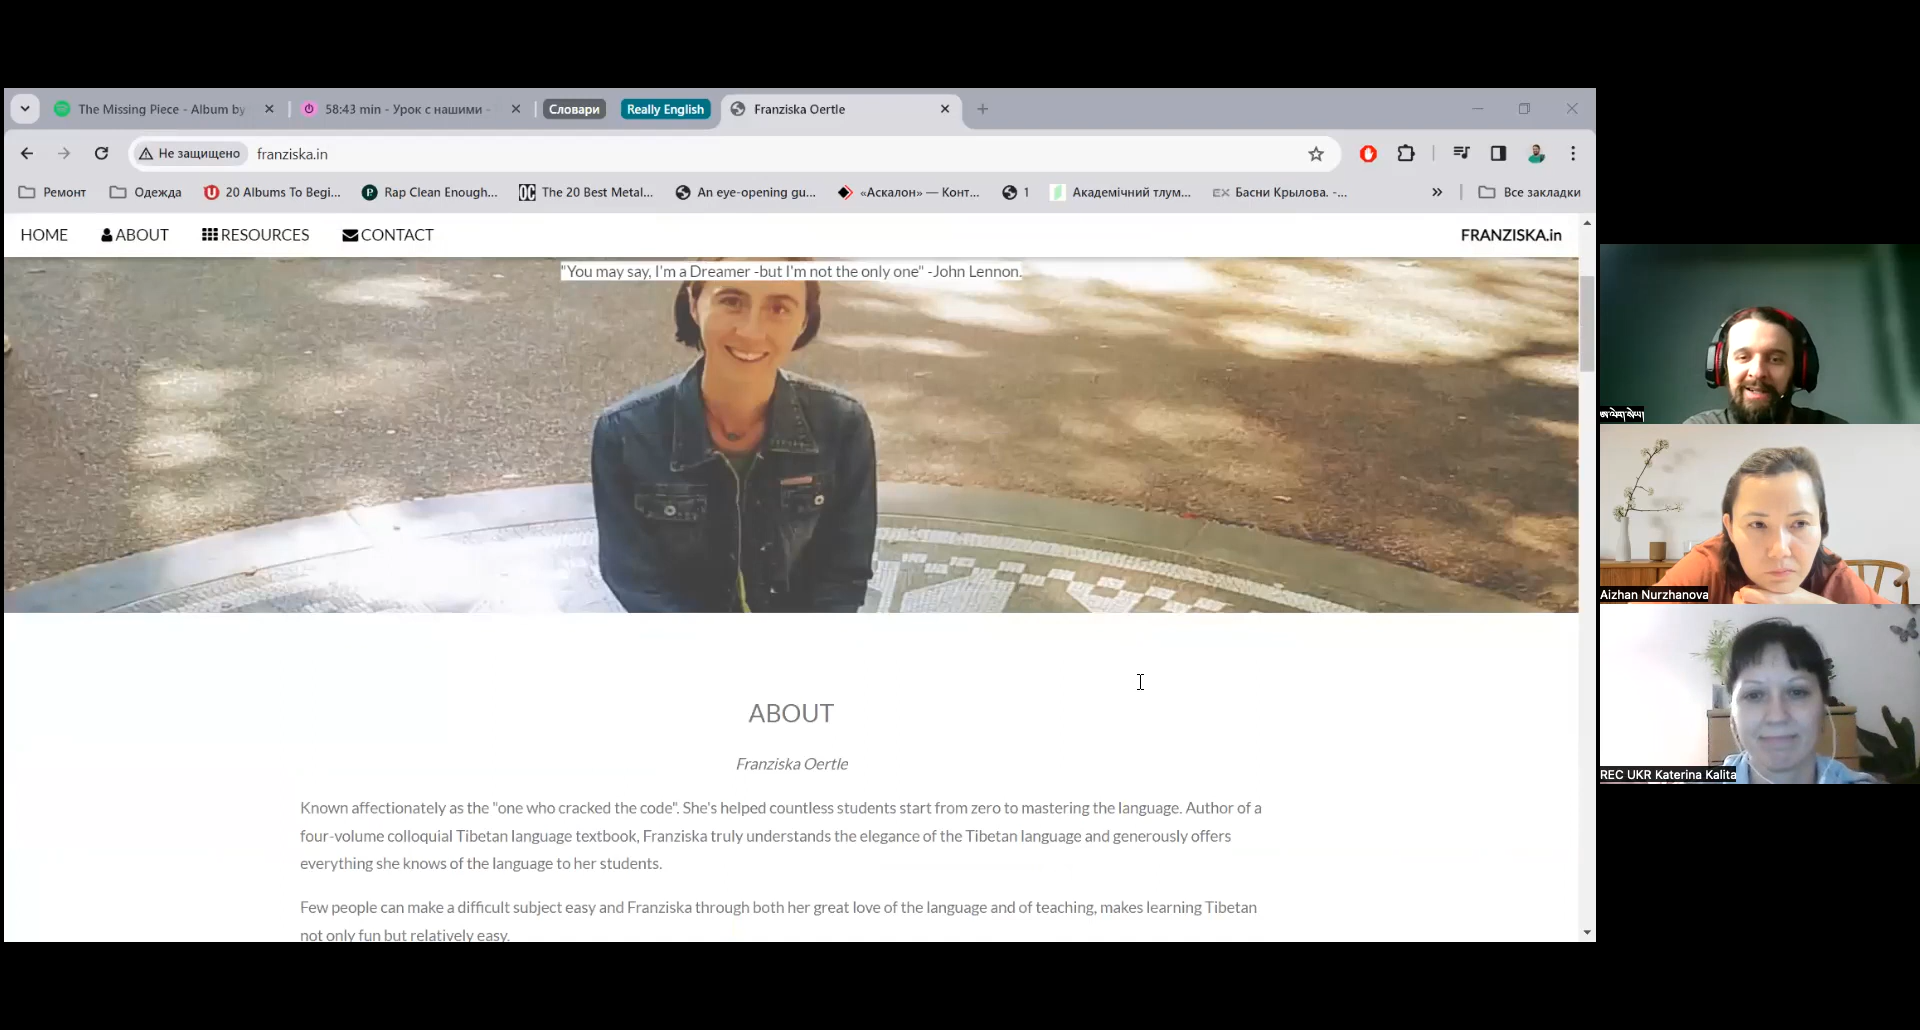 The Missing Piece - Album by
58:43 min - Урок с нашими -
Словари
Really English
Franziska Oertle
Не защищено
franziska.in
Ремонт
Одежда
20 Albums To Begi...
Rap Clean Enough...
The 20 Best Metal...
An eye-opening gu...
«Аскалон» — Конт...
1
Академічний тлум...
Басни Крылова. -...
Все закладки
HOME
ABOUT
RESOURCES
CONTACT
FRANZISKA.in
"You may say, I'm a Dreamer -but I'm not the only one" -John Lennon.
ABOUT
Franziska Oertle
Known affectionately as the "one who cracked the code". She's helped countless students start from zero to mastering the language. Author of a
four-volume colloquial Tibetan language textbook, Franziska truly understands the elegance of the Tibetan language and generously offers
everything she knows of the language to her students.
Few people can make a difficult subject easy and Franziska through both her great love of the language and of teaching, makes learning Tibetan
not only fun but relatively easy.
Aizhan Nurzhanova
REC UKR Katerina Kalita